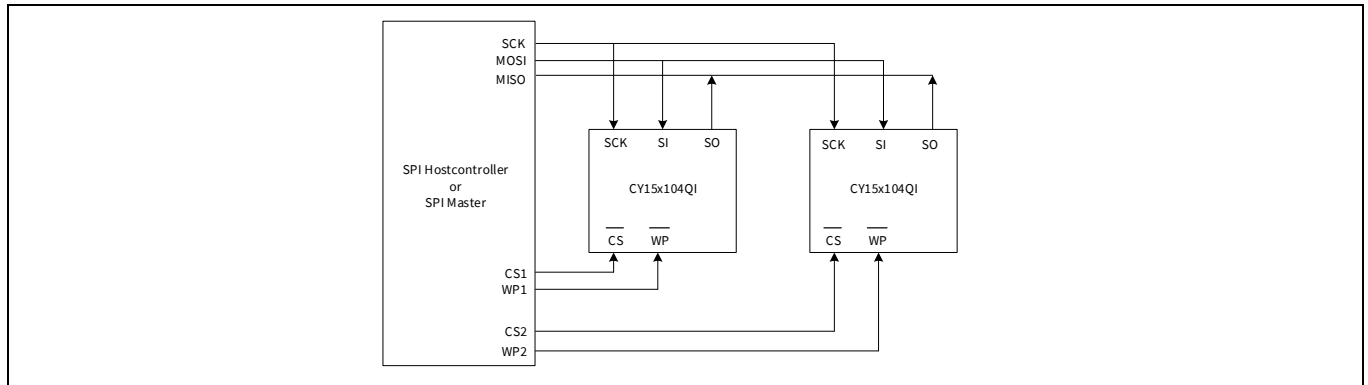 SCK
MOSI
MISO
SPI Hostcontroller
or
SPI Master
CS1
WP1
CS2
WP2
SCK SI SO
CY15x104QI
CS WP
SCK SI SO
CY15x104QI
CS WP